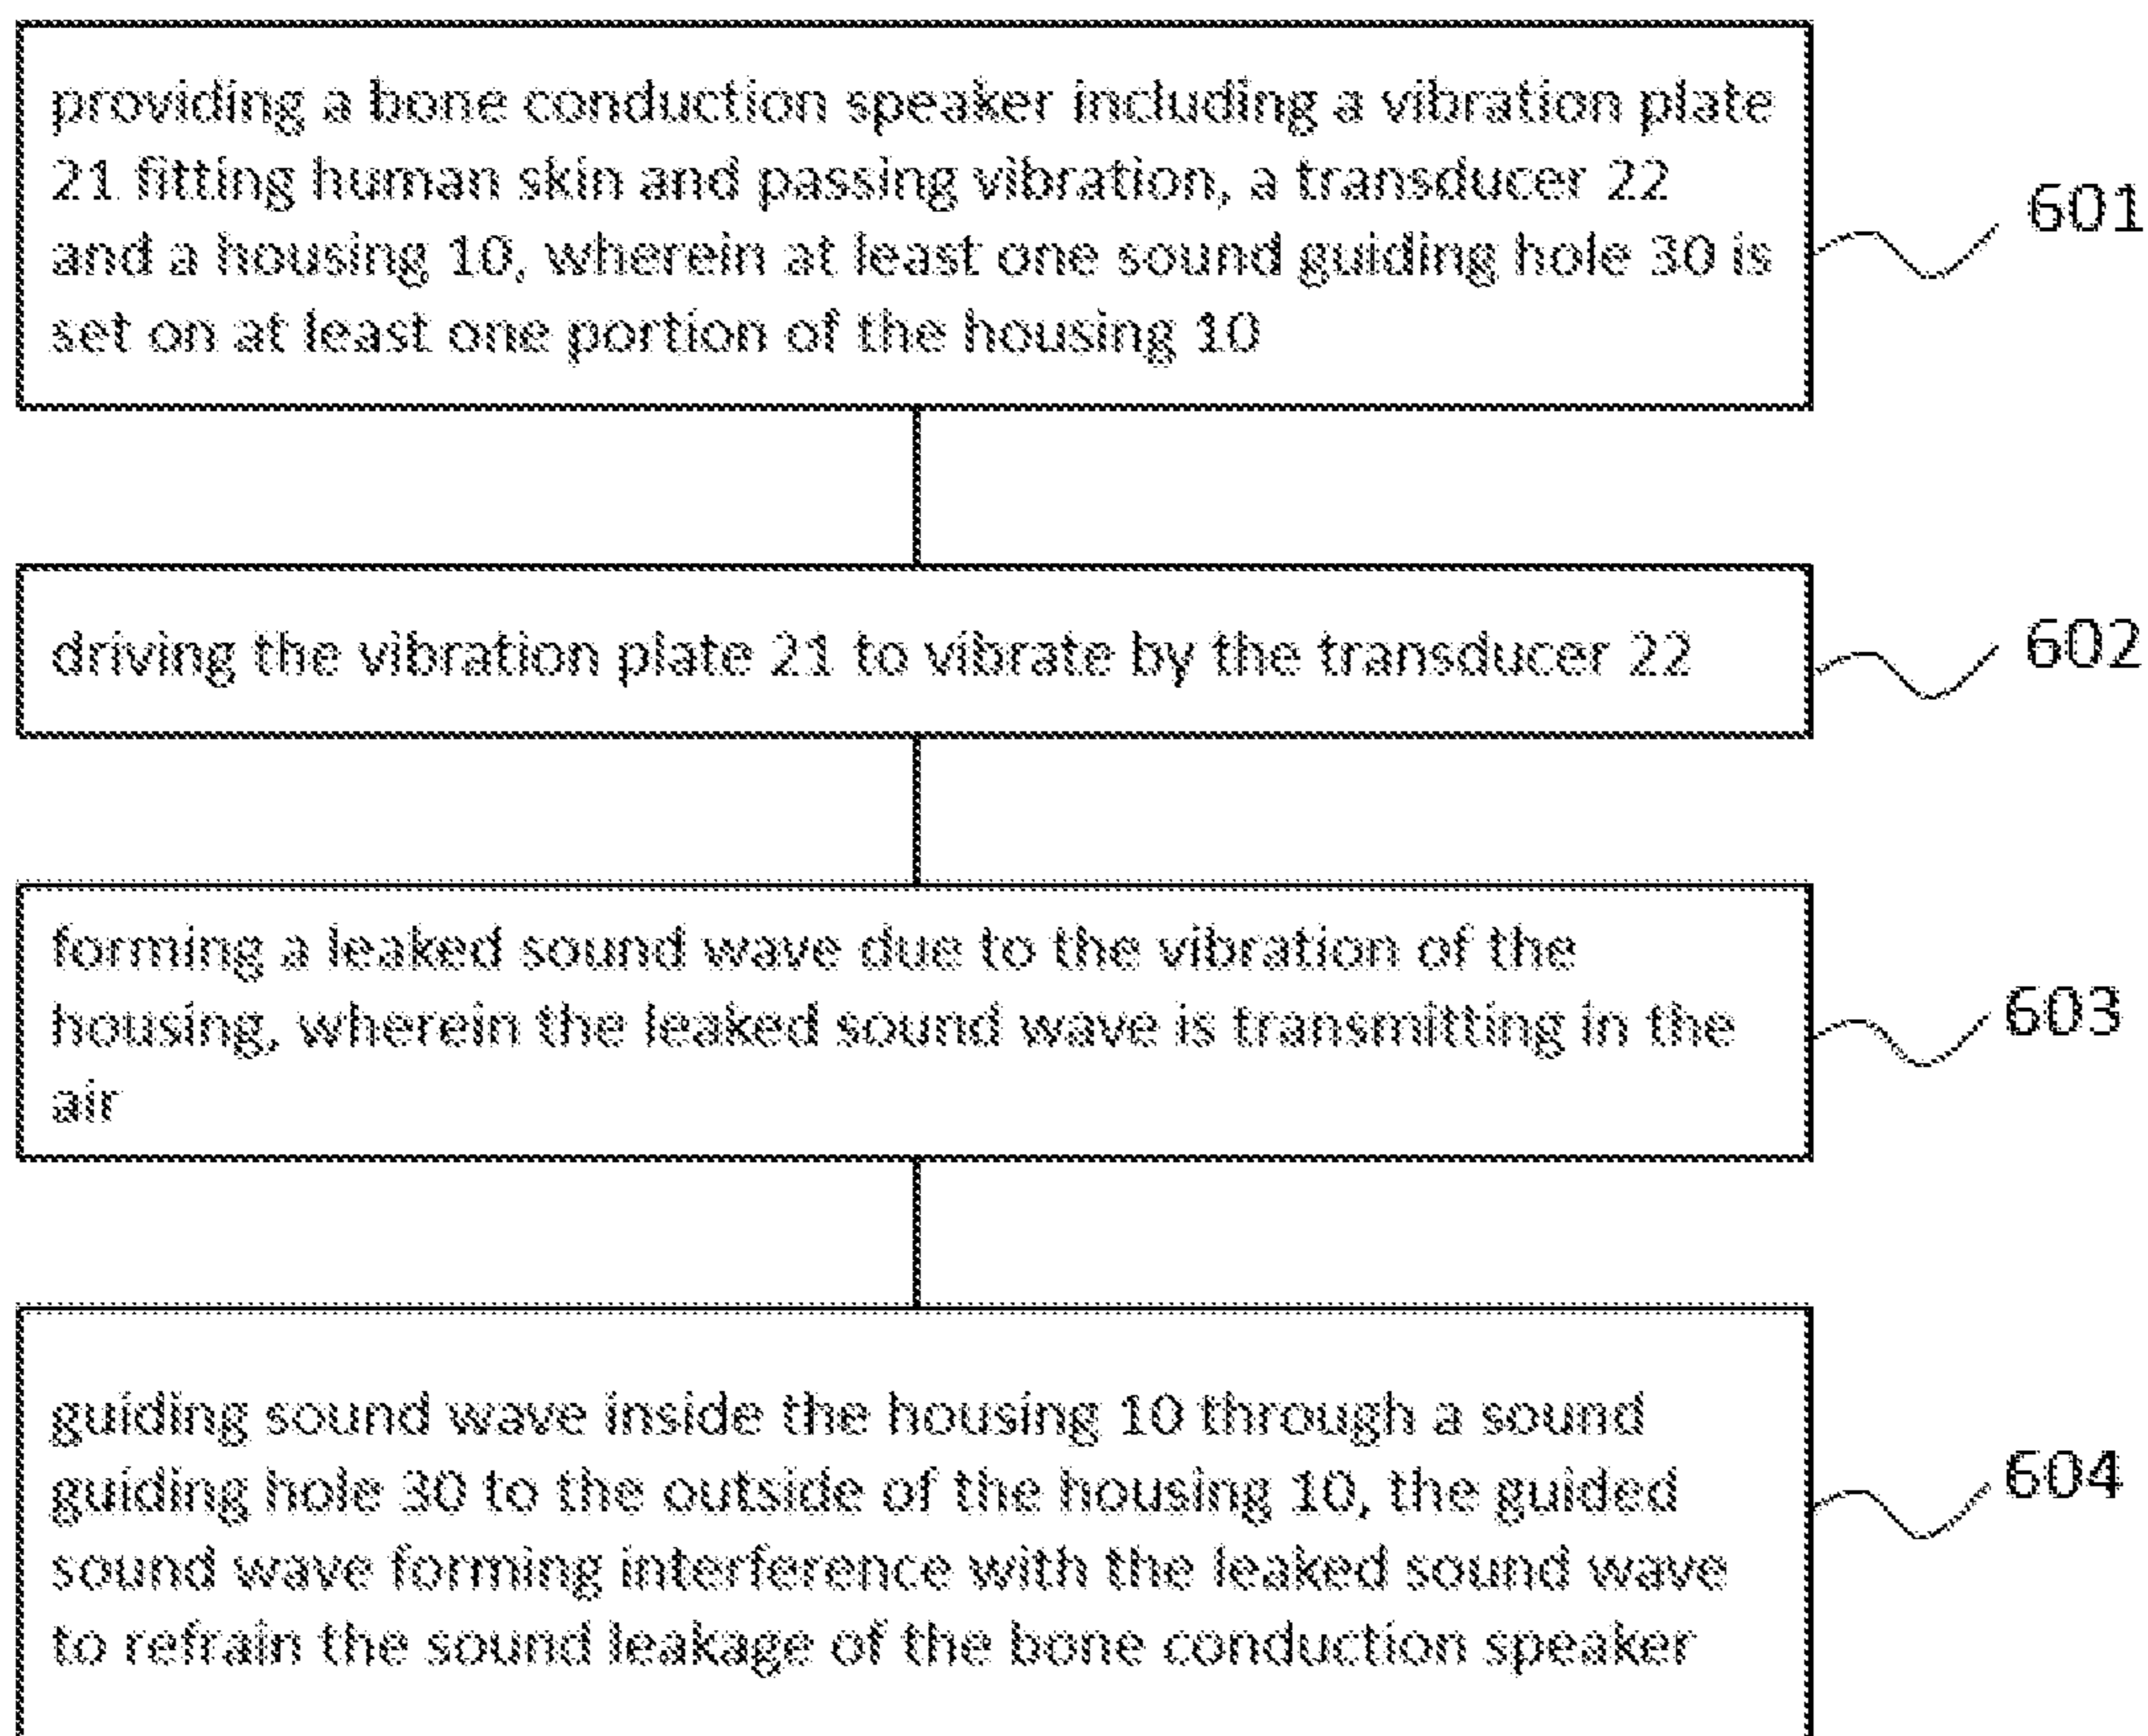 providing a bone conduction speaker including a vibration plate
21 fitting human skin and passing vibration, a transducer 22
and a housing 10, wherein at least one sound guiding hole 30 is
set on at least one portion of the housing 10
601
driving the vibration plate 21 to vibrate by the transducer 22
602
forming a leaked sound wave due to the vibration of the
housing, wherein the leaked sound wave is transmitting in the
air
603
guiding sound wave inside the housing 10 through a sound
guiding hole 30 to the outside of the housing 10, the guided
sound wave forming interference with the leaked sound wave
to refrain the sound leakage of the bone conduction speaker
604